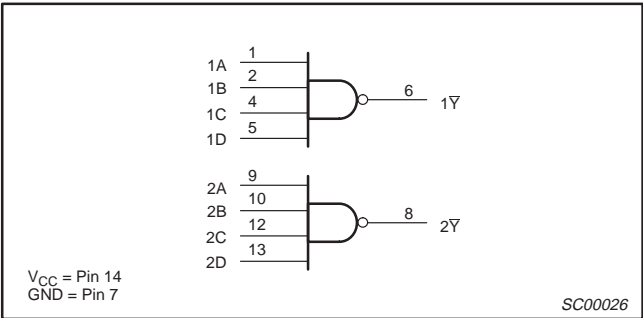 1A 1
1B 2
1C 4
1D 5
6 1Y̅
2A 9
2B 10
2C 12
2D 13
8 2Y̅
VCC = Pin 14
GND = Pin 7
SC00026